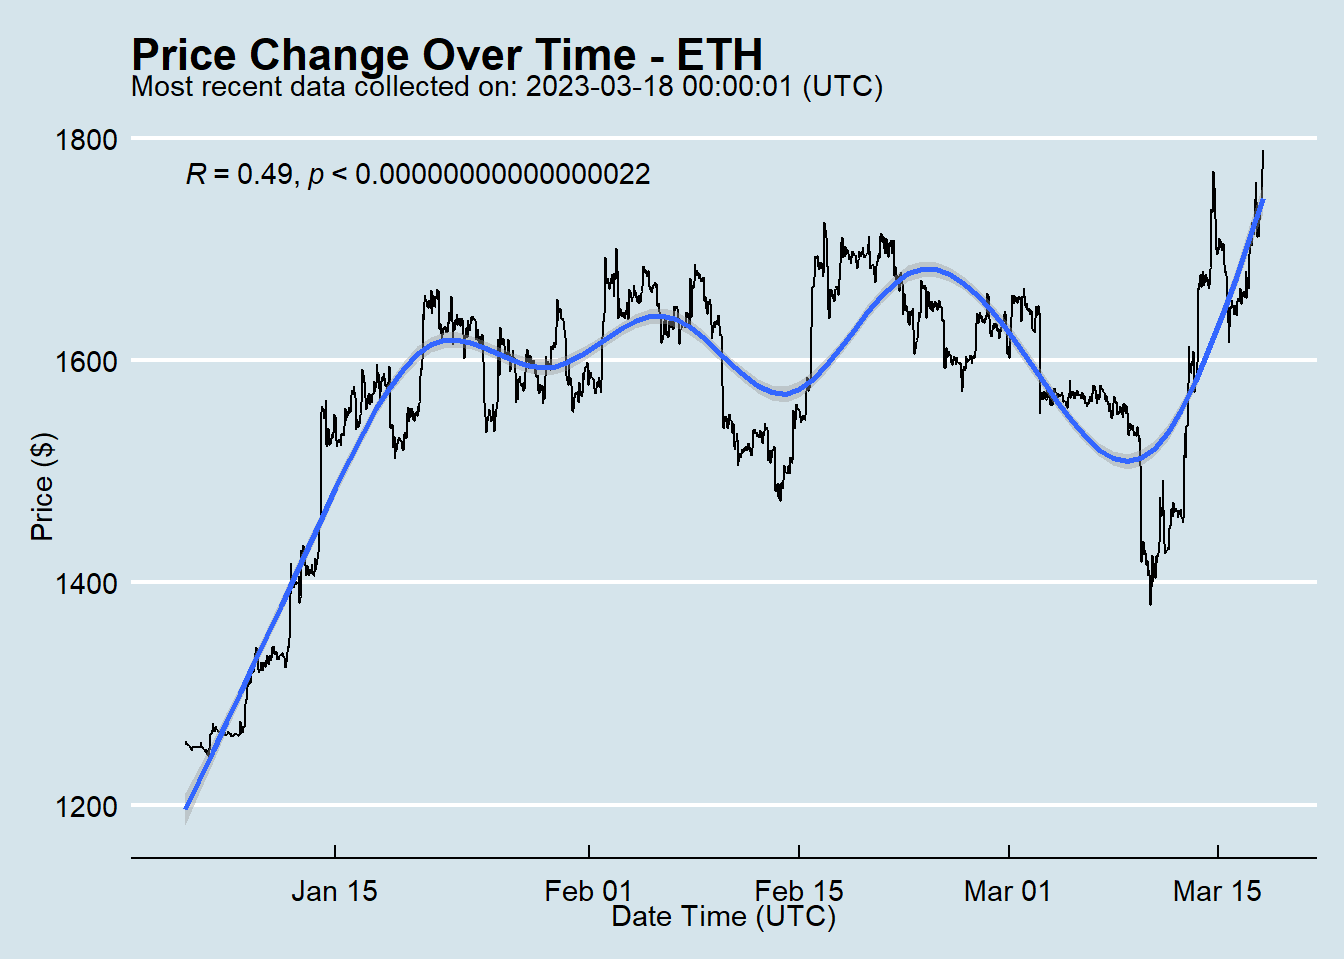 Price Change Over Time - ETH
Most recent data collected on: 2023-03-18 00:00:01 (UTC)
R = 0.49, p < 0.00000000000000022
1800
1600
1400
1200
Price ($)
Jan 15 Feb 01 Feb 15 Mar 01 Mar 15
Date Time (UTC)